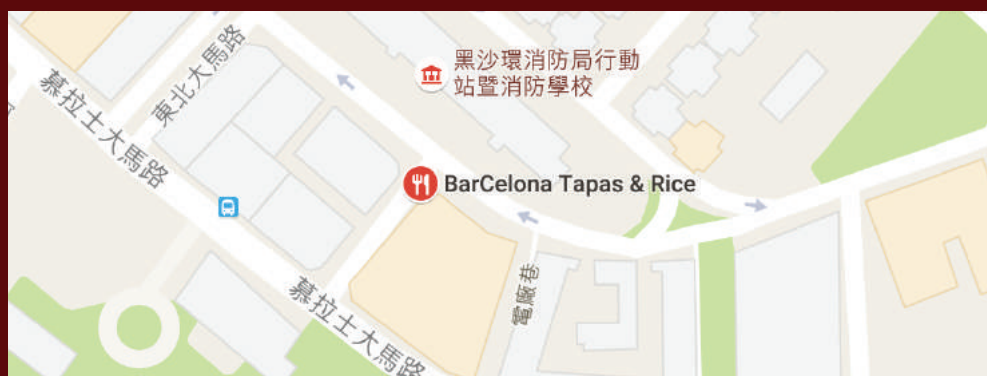 黑沙環消防局行動
站暨消防學校
東北大馬路
慕拉士大馬路
BarCelona Tapas & Rice
電廠巷
慕拉士大馬路